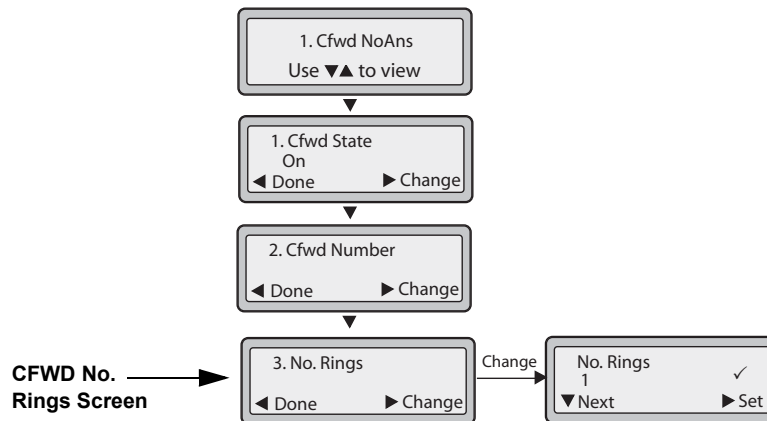 1. Cfwd NoAns
Use ▼▲ to view
▼
1. Cfwd State
On
◀ Done ▶ Change
▼
2. Cfwd Number
◀ Done ▶ Change
▼
CFWD No.
Rings Screen
3. No. Rings
◀ Done ▶ Change
Change
No. Rings
1 ✓
▼ Next ▶ Set